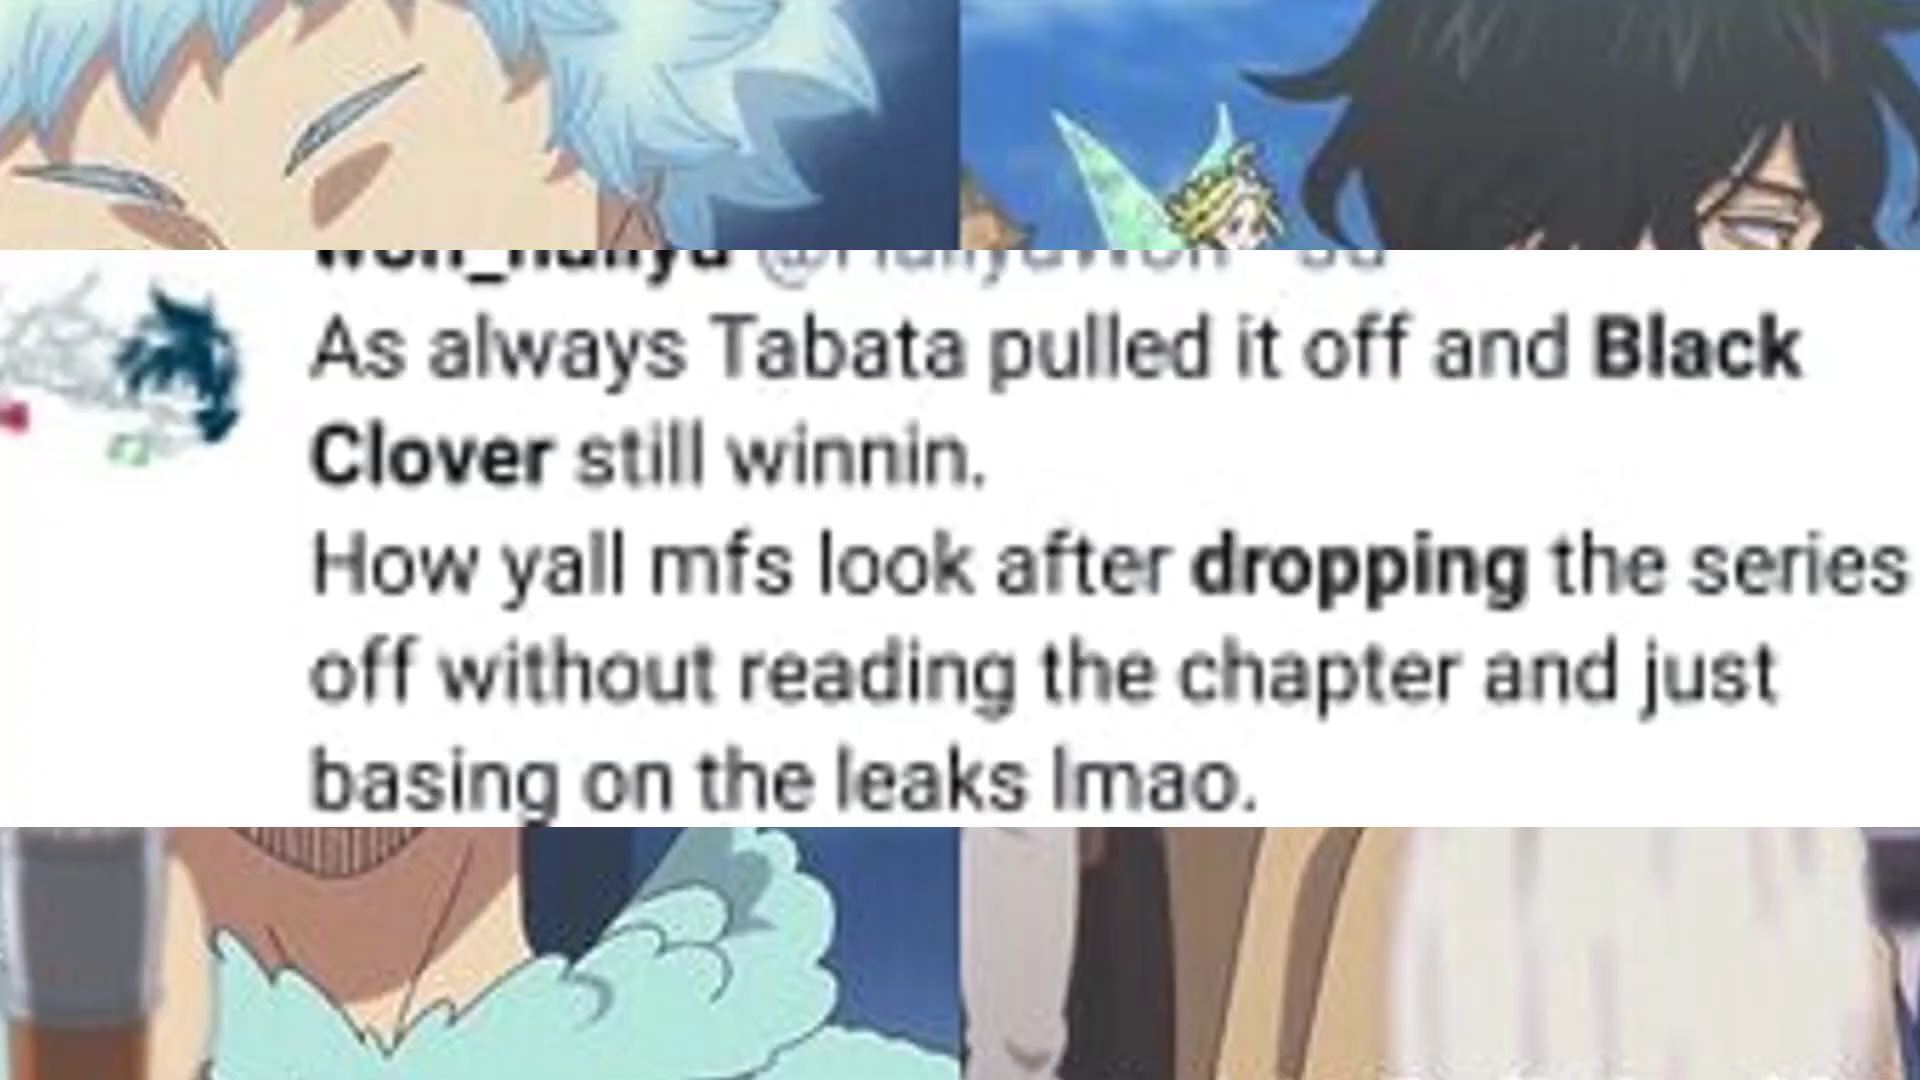 As always Tabata pulled it off and Black
Clover still winnin.
How yall mfs look after dropping the series
off without reading the chapter and just
basing on the leaks lmao.